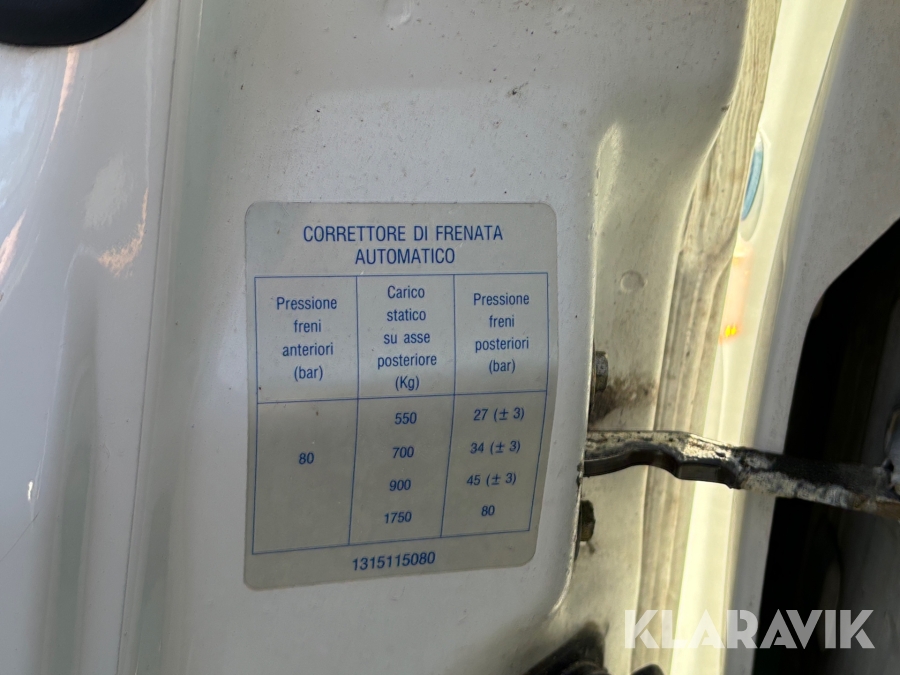 CORRETTORE DI FRENATA
AUTOMATICO
Pressione
freni
anteriori
(bar)
Carico
statico
su asse
posteriore
(Kg)
Pressione
freni
posteriori
(bar)
80
550
27 (± 3)
700
34 (± 3)
900
45 (± 3)
1750
80
1315115080
KLARAVIK